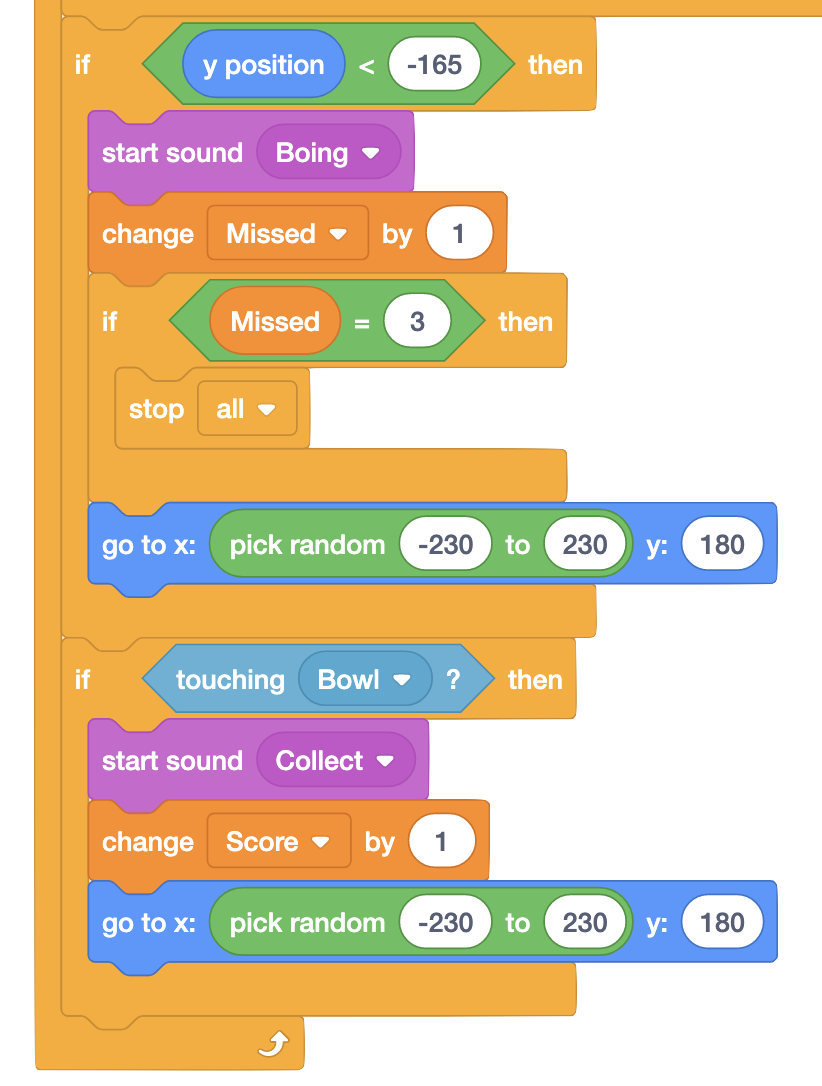 if y position < -165 then
start sound Boing
change Missed by 1
if Missed = 3 then
stop all
go to x: pick random -230 to 230 y: 180
if touching Bowl ? then
start sound Collect
change Score by 1
go to x: pick random -230 to 230 y: 180